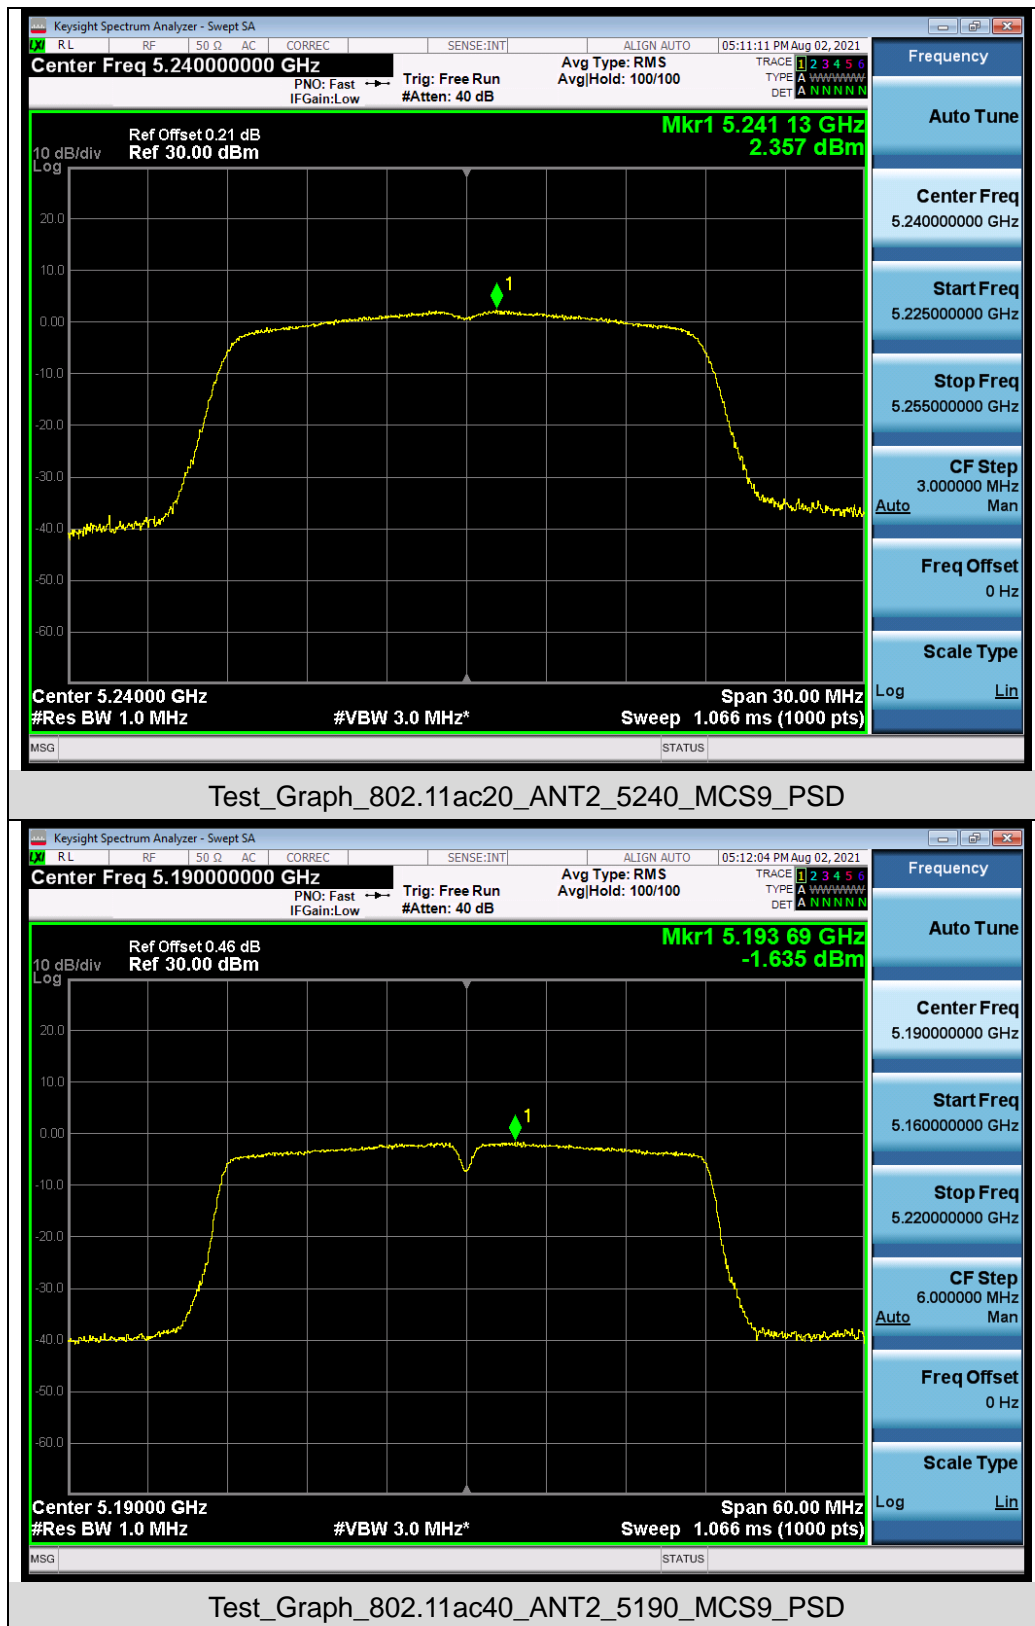 Keysight Spectrum Analyzer - Swept SA
LXI RL RF 50 Ω AC CORREC SENSE:INT ALIGN AUTO 05:11:11 PM Aug 02, 2021
Center Freq 5.240000000 GHz
PNO: Fast
IFGain:Low
Trig: Free Run
#Atten: 40 dB
Avg Type: RMS
Avg|Hold: 100/100
TRACE 1 2 3 4 5 6
TYPE A WWWWW
DET A N N N N N
Mkr1 5.241 13 GHz
2.357 dBm
Ref Offset 0.21 dB
10 dB/div Ref 30.00 dBm
Log
20.0
10.0
1
0.00
-10.0
-20.0
-30.0
-40.0
-50.0
-60.0
Center 5.24000 GHz Span 30.00 MHz
#Res BW 1.0 MHz #VBW 3.0 MHz* Sweep 1.066 ms (1000 pts)
MSG STATUS
Frequency
Auto Tune
Center Freq
5.240000000 GHz
Start Freq
5.225000000 GHz
Stop Freq
5.255000000 GHz
CF Step
3.000000 MHz
Auto Man
Freq Offset
0 Hz
Scale Type
Log Lin
Test_Graph_802.11ac20_ANT2_5240_MCS9_PSD
Keysight Spectrum Analyzer - Swept SA
LXI RL RF 50 Ω AC CORREC SENSE:INT ALIGN AUTO 05:12:04 PM Aug 02, 2021
Center Freq 5.190000000 GHz
PNO: Fast
IFGain:Low
Trig: Free Run
#Atten: 40 dB
Avg Type: RMS
Avg|Hold: 100/100
TRACE 1 2 3 4 5 6
TYPE A WWWWW
DET A N N N N N
Mkr1 5.193 69 GHz
-1.635 dBm
Ref Offset 0.46 dB
10 dB/div Ref 30.00 dBm
Log
20.0
10.0
1
0.00
-10.0
-20.0
-30.0
-40.0
-50.0
-60.0
Center 5.19000 GHz Span 60.00 MHz
#Res BW 1.0 MHz #VBW 3.0 MHz* Sweep 1.066 ms (1000 pts)
MSG STATUS
Frequency
Auto Tune
Center Freq
5.190000000 GHz
Start Freq
5.160000000 GHz
Stop Freq
5.220000000 GHz
CF Step
6.000000 MHz
Auto Man
Freq Offset
0 Hz
Scale Type
Log Lin
Test_Graph_802.11ac40_ANT2_5190_MCS9_PSD